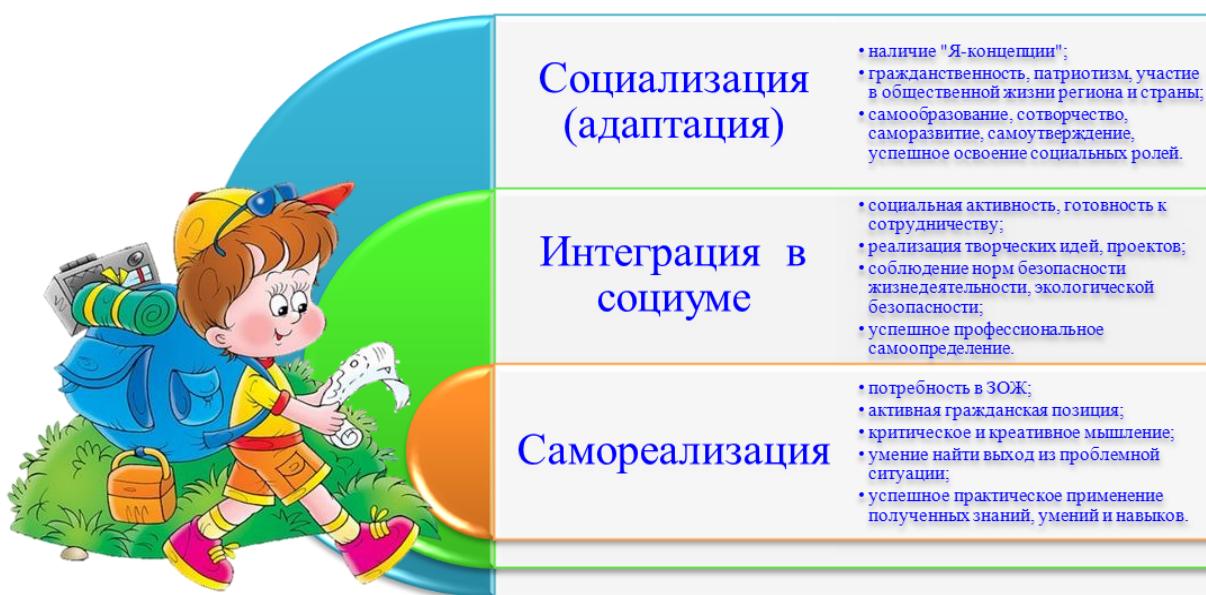 Социализация
(адаптация)
• наличие "Я-концепции";
• гражданственность, патриотизм, участие
в общественной жизни региона и страны;
• самообразование, сотворчество,
саморазвитие, самоутверждение,
успешное освоение социальных ролей.
Интеграция в
социуме
• социальная активность, готовность к
сотрудничеству;
• реализация творческих идей, проектов;
• соблюдение норм безопасности
жизнедеятельности, экологической
безопасности;
• успешное профессиональное
самоопределение.
Самореализация
• потребность в ЗОЖ;
• активная гражданская позиция;
• критическое и креативное мышление;
• умение найти выход из проблемной
ситуации;
• успешное практическое применение
полученных знаний, умений и навыков.